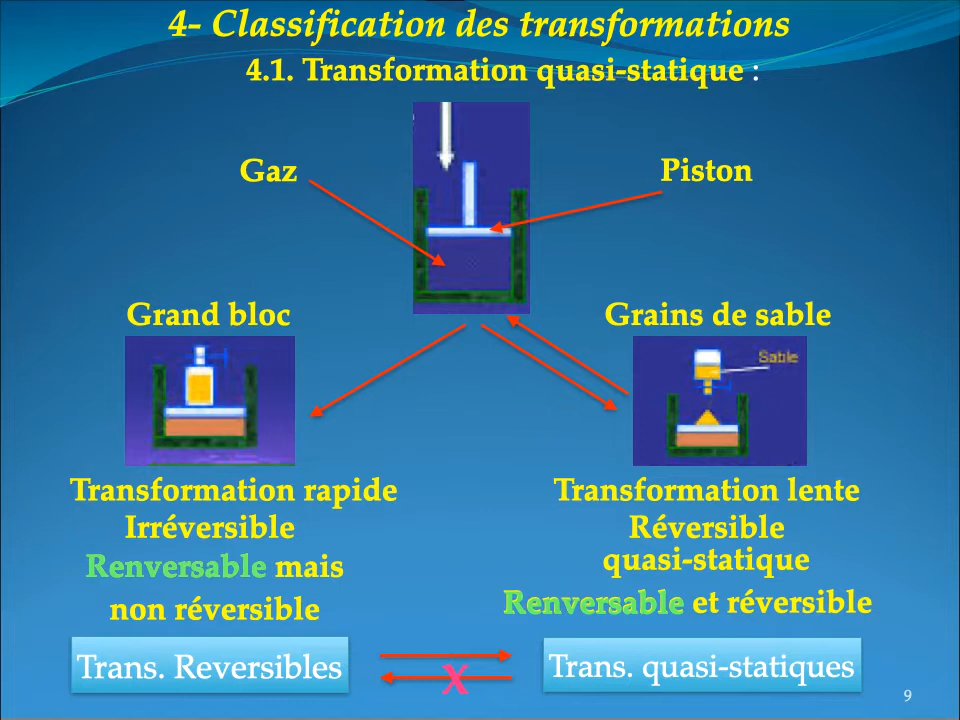 4- Classification des transformations
4.1. Transformation quasi-statique :
Gaz
Piston
Grand bloc
Grains de sable
Sable
Transformation rapide
Irréversible
Renversable mais
non réversible
Transformation lente
Réversible
quasi-statique
Renversable et réversible
Trans. Reversibles
X
Trans. quasi-statiques
9